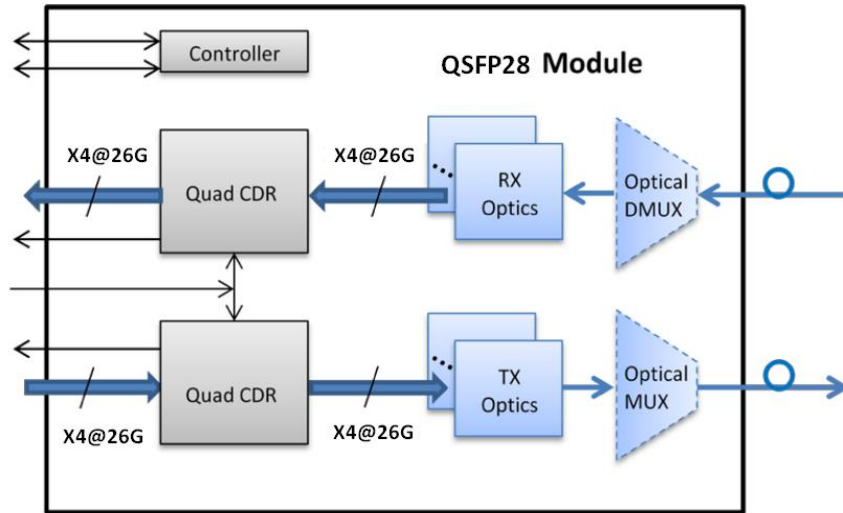 Controller
QSFP28 Module
X4@26G
X4@26G
Quad CDR
RX
Optics
Optical
DMUX
Quad CDR
TX
Optics
Optical
MUX
X4@26G
X4@26G